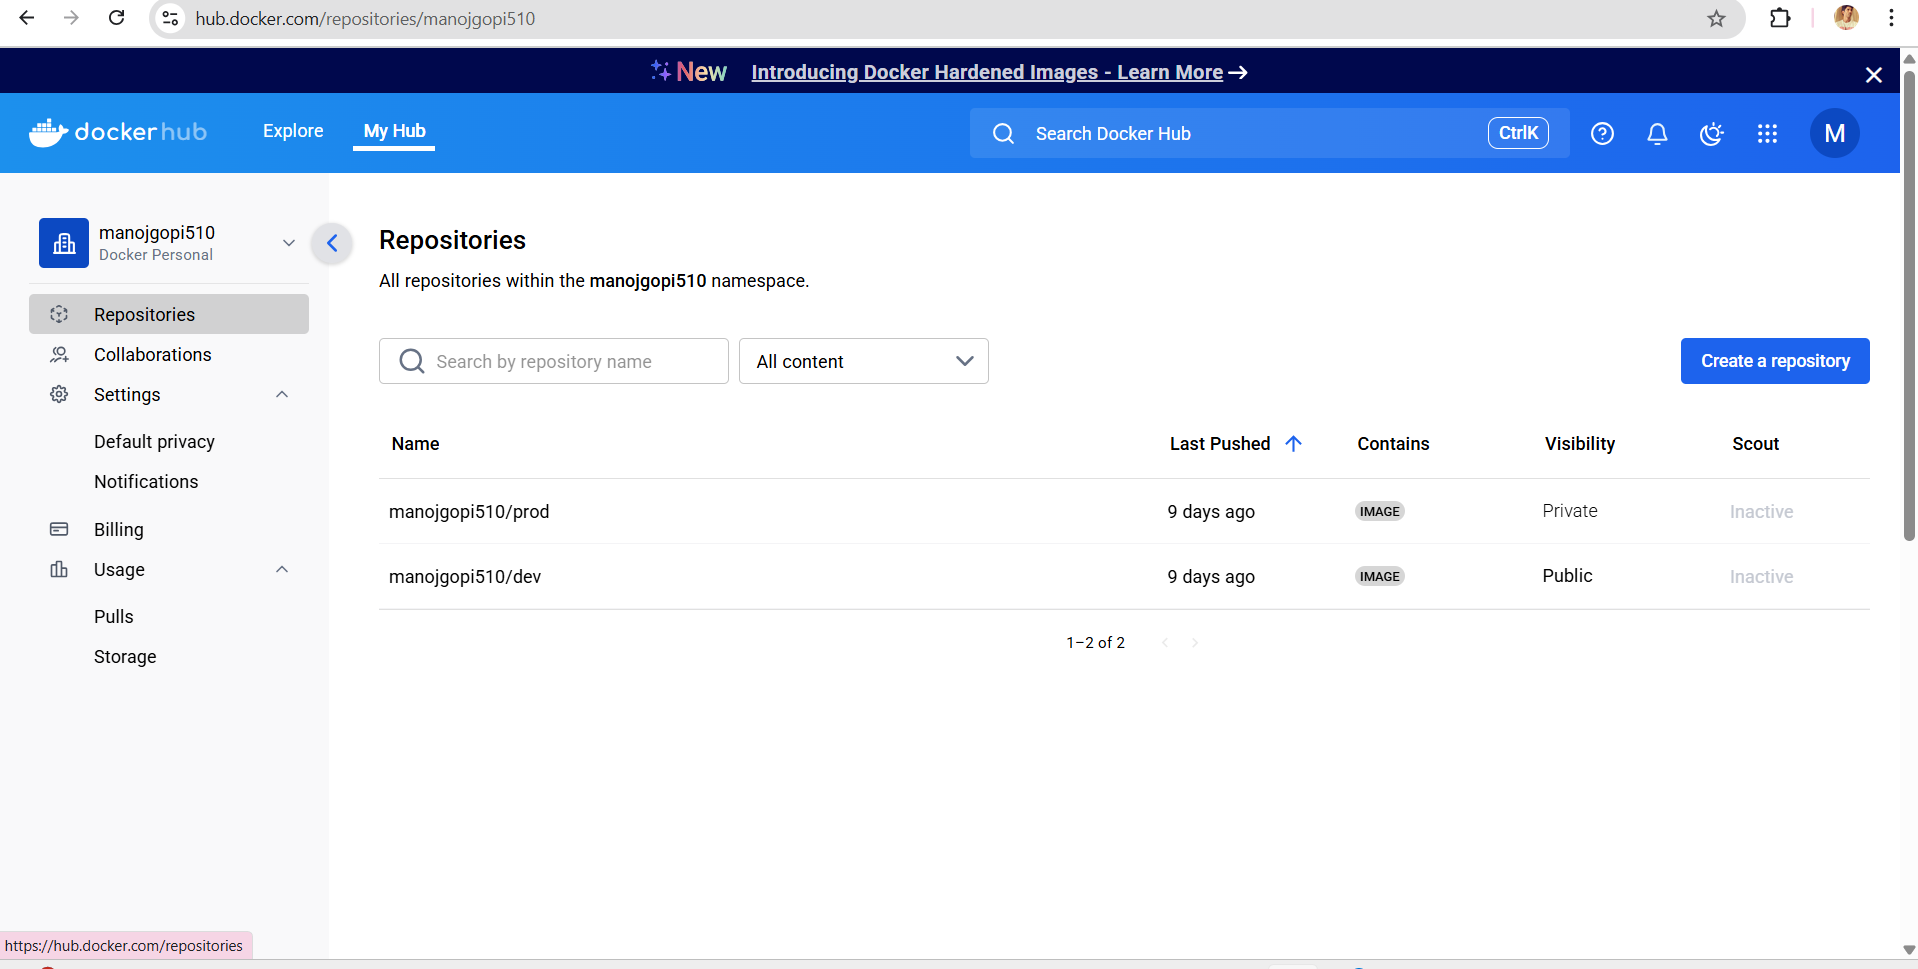 hub.docker.com/repositories/manojgopi510
New Introducing Docker Hardened Images - Learn More
dockerhub Explore My Hub Search Docker Hub CtrlK M
manojgopi510
Docker Personal
Repositories
Collaborations
Settings
Default privacy
Notifications
Billing
Usage
Pulls
Storage
Repositories
All repositories within the manojgopi510 namespace.
Search by repository name All content Create a repository
Name Last Pushed Contains Visibility Scout
manojgopi510/prod 9 days ago IMAGE Private Inactive
manojgopi510/dev 9 days ago IMAGE Public Inactive
1–2 of 2
https://hub.docker.com/repositories